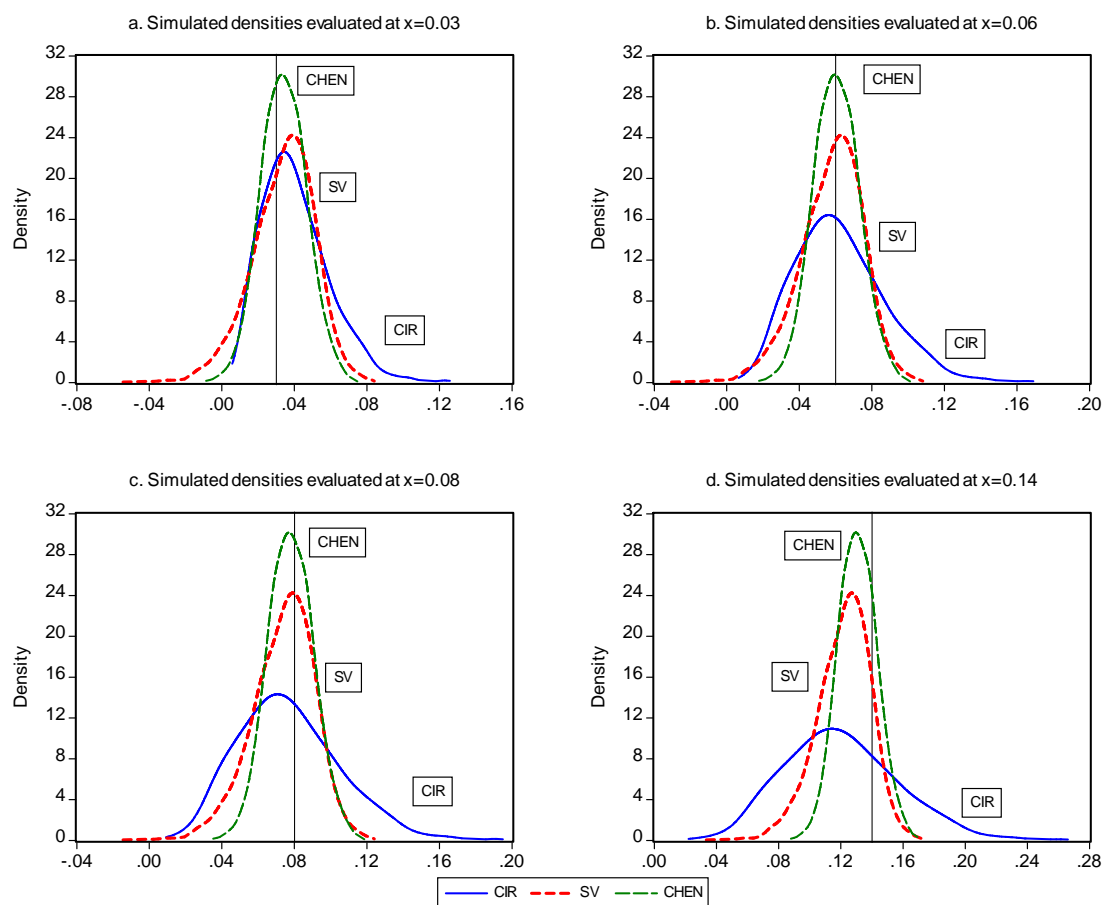 a. Simulated densities evaluated at x=0.03
32
28
24
20
16
12
8
4
0
Density
CHEN
SV
CIR
-.08 -.04 .00 .04 .08 .12 .16
b. Simulated densities evaluated at x=0.06
32
28
24
20
16
12
8
4
0
CHEN
SV
CIR
-.04 .00 .04 .08 .12 .16 .20
c. Simulated densities evaluated at x=0.08
32
28
24
20
16
12
8
4
0
Density
CHEN
SV
CIR
-.04 .00 .04 .08 .12 .16 .20
d. Simulated densities evaluated at x=0.14
32
28
24
20
16
12
8
4
0
Density
CHEN
SV
CIR
.00 .04 .08 .12 .16 .20 .24 .28
CIR SV CHEN